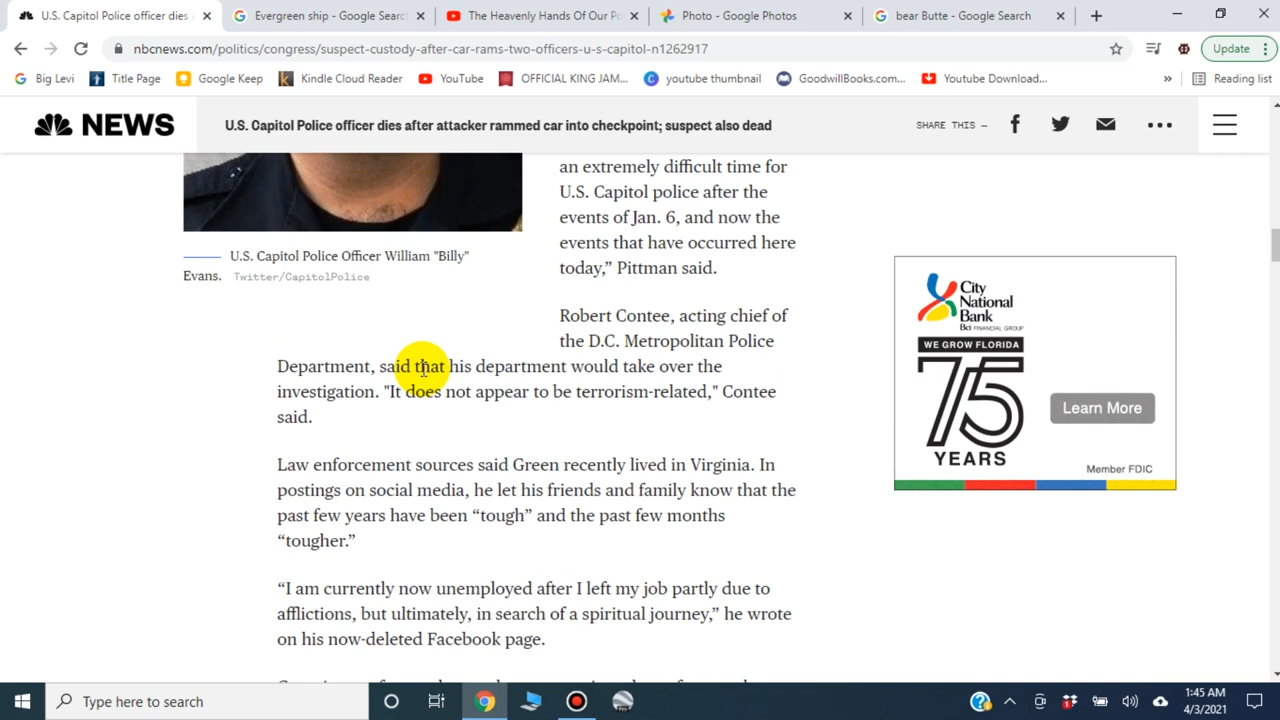 U.S. Capitol Police officer dies a
Evergreen ship - Google Searc
The Heavenly Hands Of Our P
Photo - Google Photos
bear Butte - Google Search
nbcnews.com/politics/congress/suspect-custody-after-car-rams-two-officers-u-s-capitol-n1262917
Update
Big Levi
Title Page
Google Keep
Kindle Cloud Reader
YouTube
OFFICIAL KING JAM...
youtube thumbnail
GoodwillBooks.com...
Youtube Download...
»
Reading list
NEWS
U.S. Capitol Police officer dies after attacker rammed car into checkpoint; suspect also dead
SHARE THIS —
an extremely difficult time for
U.S. Capitol police after the
events of Jan. 6, and now the
events that have occurred here
today,” Pittman said.
U.S. Capitol Police Officer William "Billy"
Evans. Twitter/CapitolPolice
Robert Contee, acting chief of
the D.C. Metropolitan Police
Department, said that his department would take over the
investigation. "It does not appear to be terrorism-related," Contee
said.
Law enforcement sources said Green recently lived in Virginia. In
postings on social media, he let his friends and family know that the
past few years have been “tough” and the past few months
“tougher.”
“I am currently now unemployed after I left my job partly due to
afflictions, but ultimately, in search of a spiritual journey,” he wrote
on his now-deleted Facebook page.
City
National
Bank
Bci FINANCIAL GROUP
WE GROW FLORIDA
75
YEARS
Learn More
Member FDIC
Type here to search
1:45 AM
4/3/2021